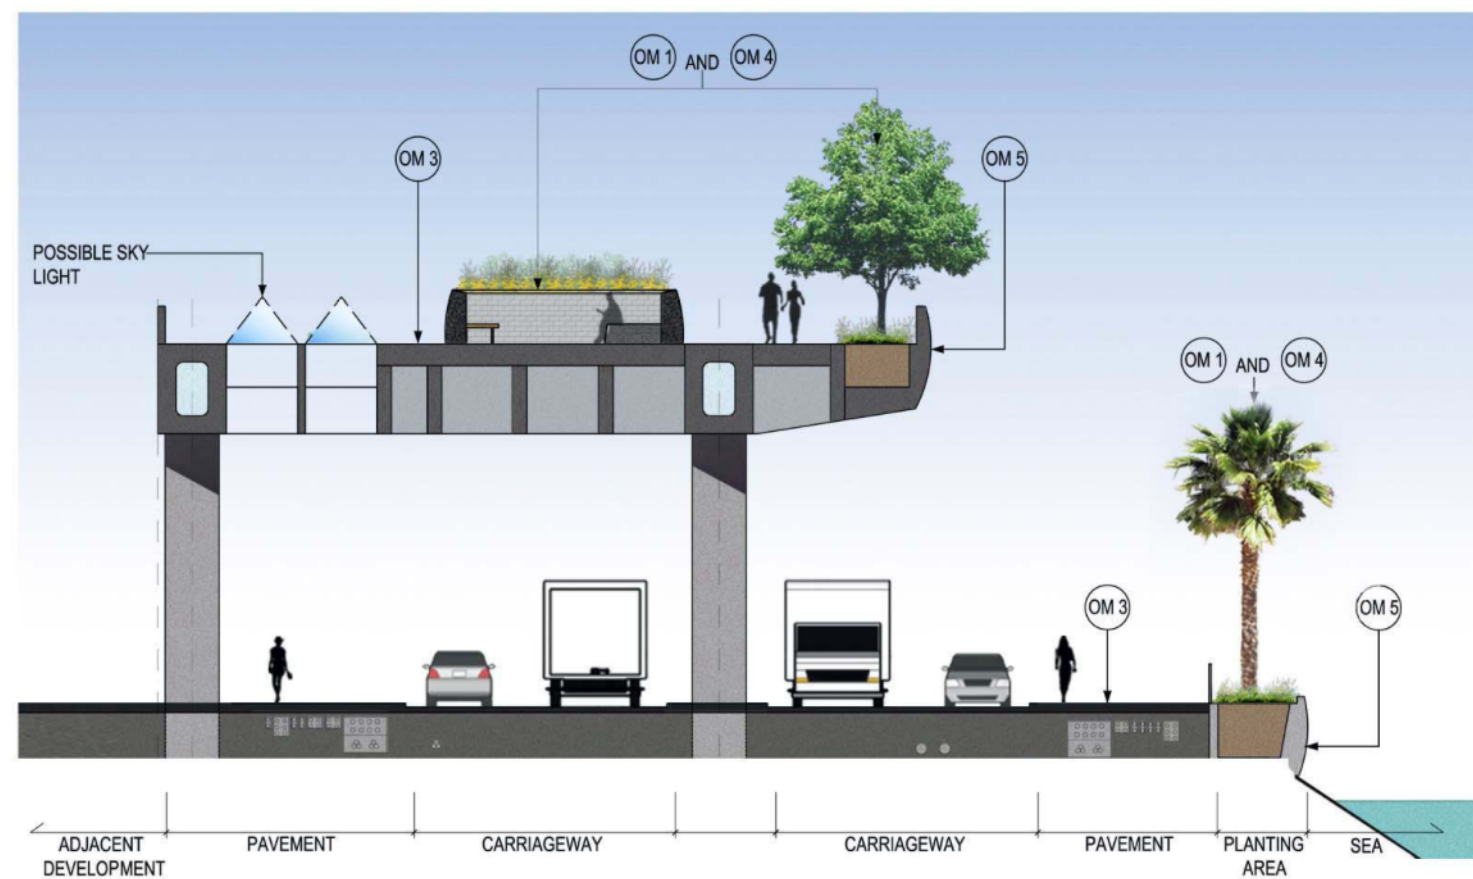 OM 1 AND OM 4
OM 3
OM 5
POSSIBLE SKY
LIGHT
OM 1 AND OM 4
OM 3
OM 5
ADJACENT
DEVELOPMENT
PAVEMENT
CARRIAGEWAY
CARRIAGEWAY
PAVEMENT
PLANTING
AREA
SEA